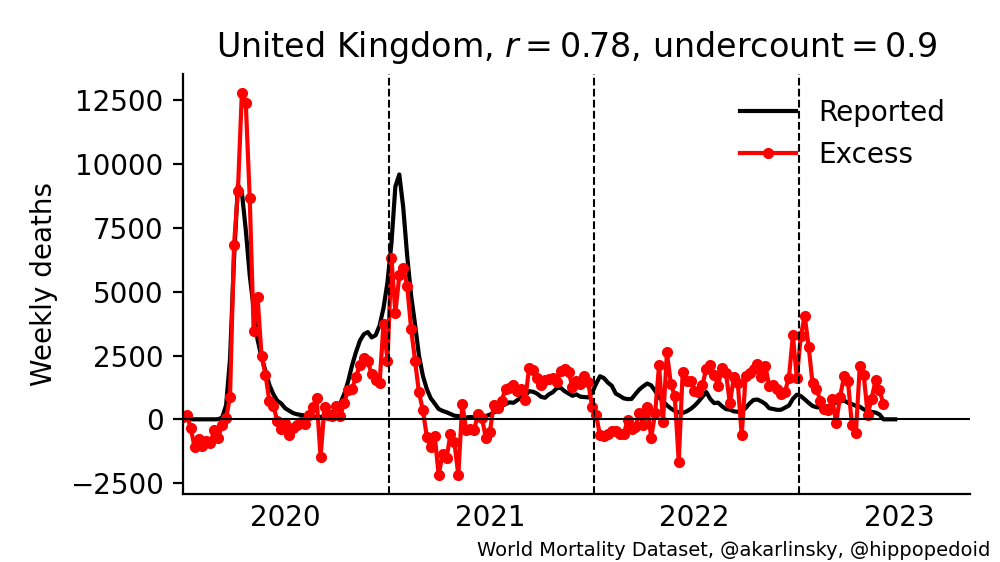 United Kingdom, r = 0.78, undercount = 0.9
Weekly deaths
12500
10000
7500
5000
2500
0
−2500
Reported
Excess
2020 2021 2022 2023
World Mortality Dataset, @akarlinsky, @hippopedoid